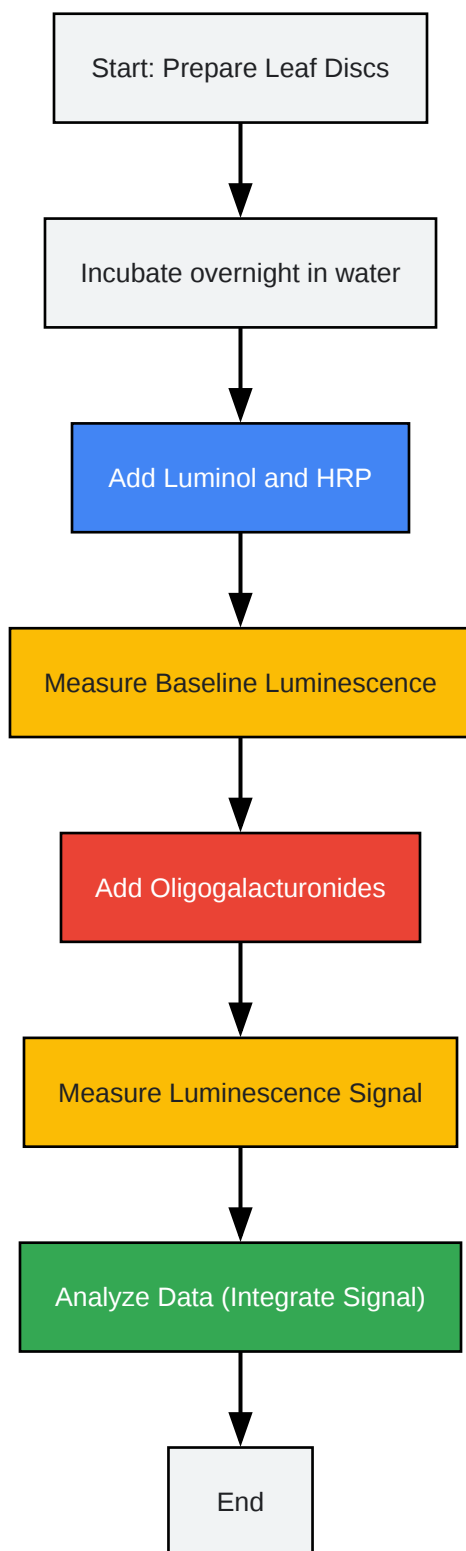 Start: Prepare Leaf Discs
Incubate overnight in water
Add Luminol and HRP
Measure Baseline Luminescence
Add Oligogalacturonides
Measure Luminescence Signal
Analyze Data (Integrate Signal)
End